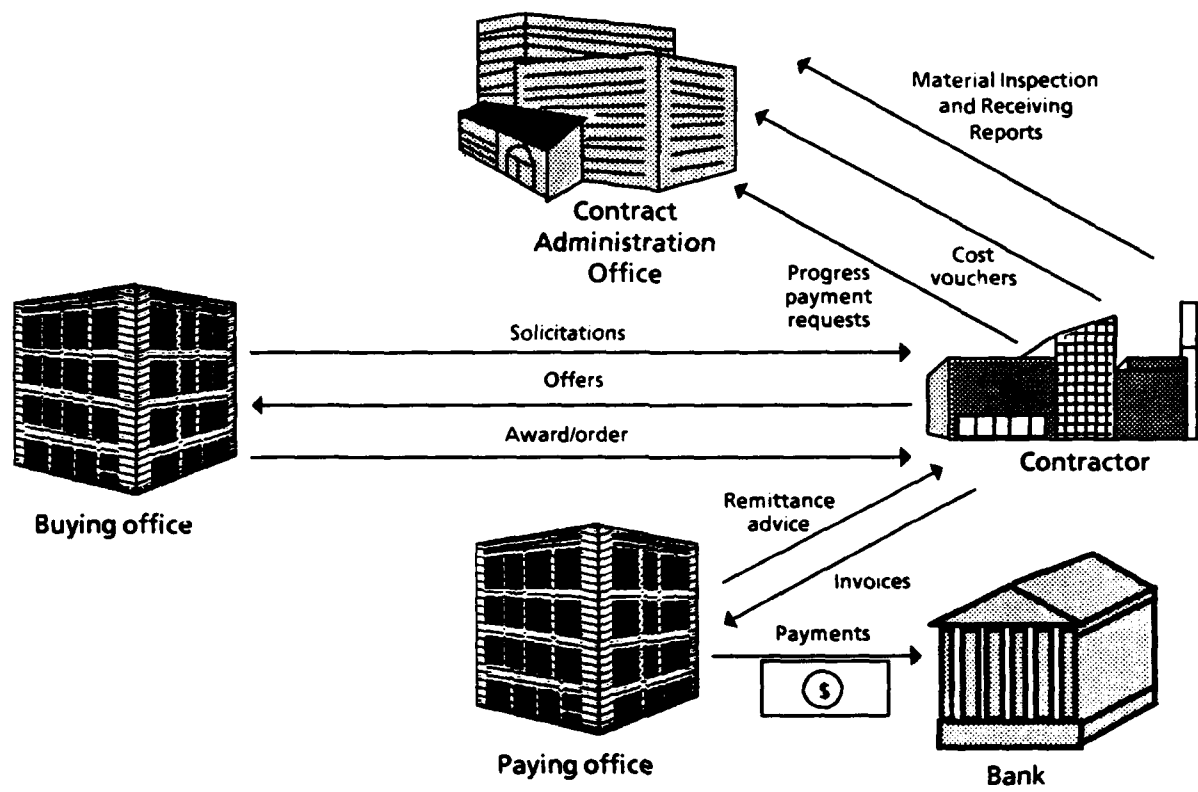 Material Inspection
and Receiving
Reports
Contract
Administration
Office
Cost
vouchers
Progress
payment
requests
Solicitations
Offers
Award/order
Contractor
Buying office
Remittance
advice
Invoices
Payments
$
Paying office
Bank